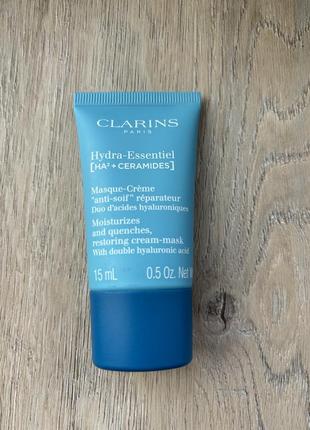 CLARINS
PARIS
Hydra-Essentiel
[HA² + CERAMIDES]
Masque-Crème
"anti-soif" réparateur
Duo d'acides hyaluroniques
Moisturizes
and quenches,
restoring cream-mask
With double hyaluronic acid
15 mL 0.5 Oz. Net